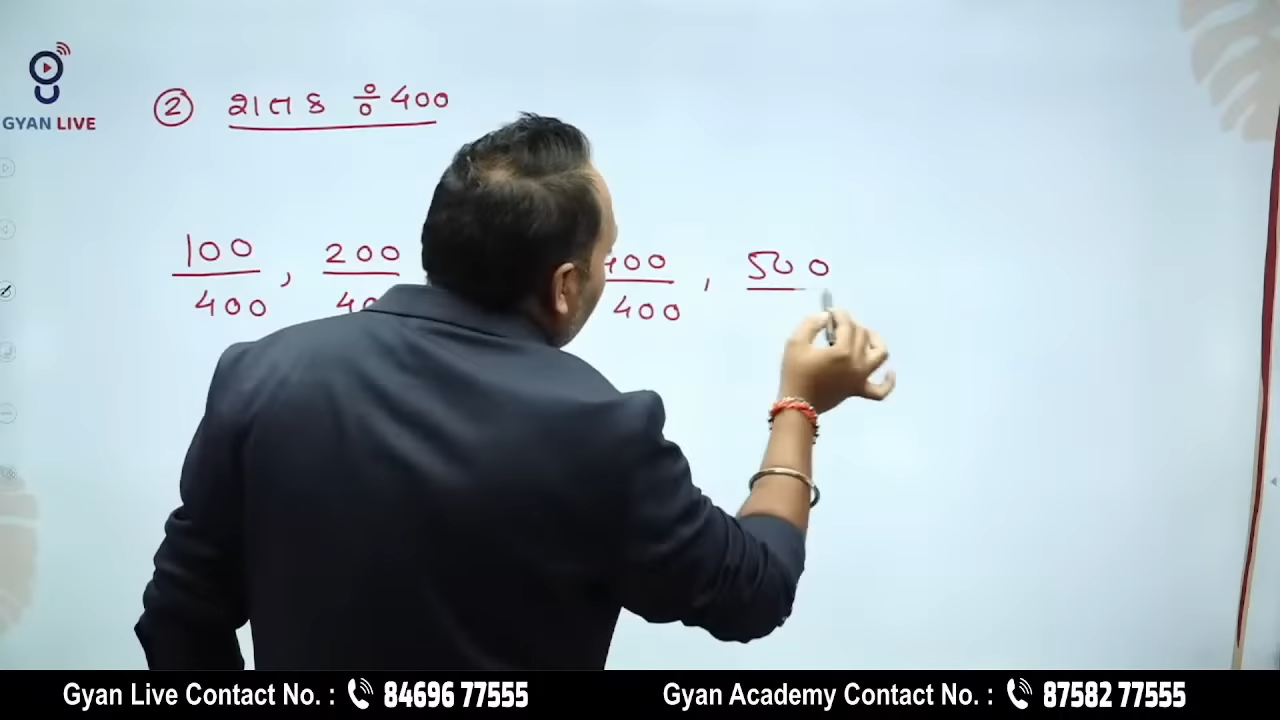 GYAN LIVE
② શતક ÷ 400
100/400 , 200/40 400/400 , 500
Gyan Live Contact No. : 84696 77555 Gyan Academy Contact No. : 87582 77555